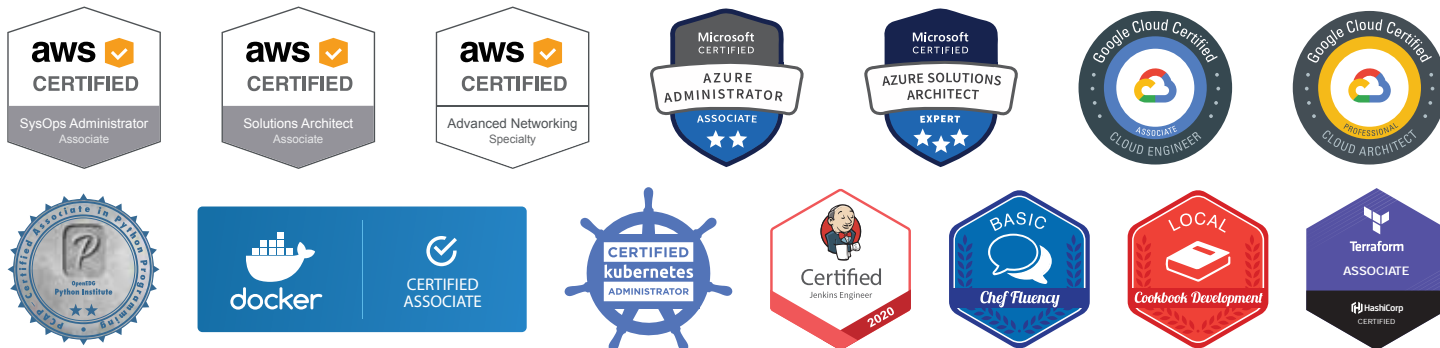 aws
CERTIFIED
SysOps Administrator
Associate
aws
CERTIFIED
Solutions Architect
Associate
aws
CERTIFIED
Advanced Networking
Specialty
Microsoft
CERTIFIED
AZURE
ADMINISTRATOR
ASSOCIATE
Microsoft
CERTIFIED
AZURE SOLUTIONS
ARCHITECT
EXPERT
Google Cloud Certified
ASSOCIATE
CLOUD ENGINEER
Google Cloud Certified
PROFESSIONAL
CLOUD ARCHITECT
PCAP-Certified Associate in Python Programming
P
OpenEDG
Python Institute
docker
CERTIFIED
ASSOCIATE
CERTIFIED
kubernetes
ADMINISTRATOR
Certified
Jenkins Engineer
2020
BASIC
Chef Fluency
LOCAL
Cookbook Development
Terraform
ASSOCIATE
HashiCorp
CERTIFIED